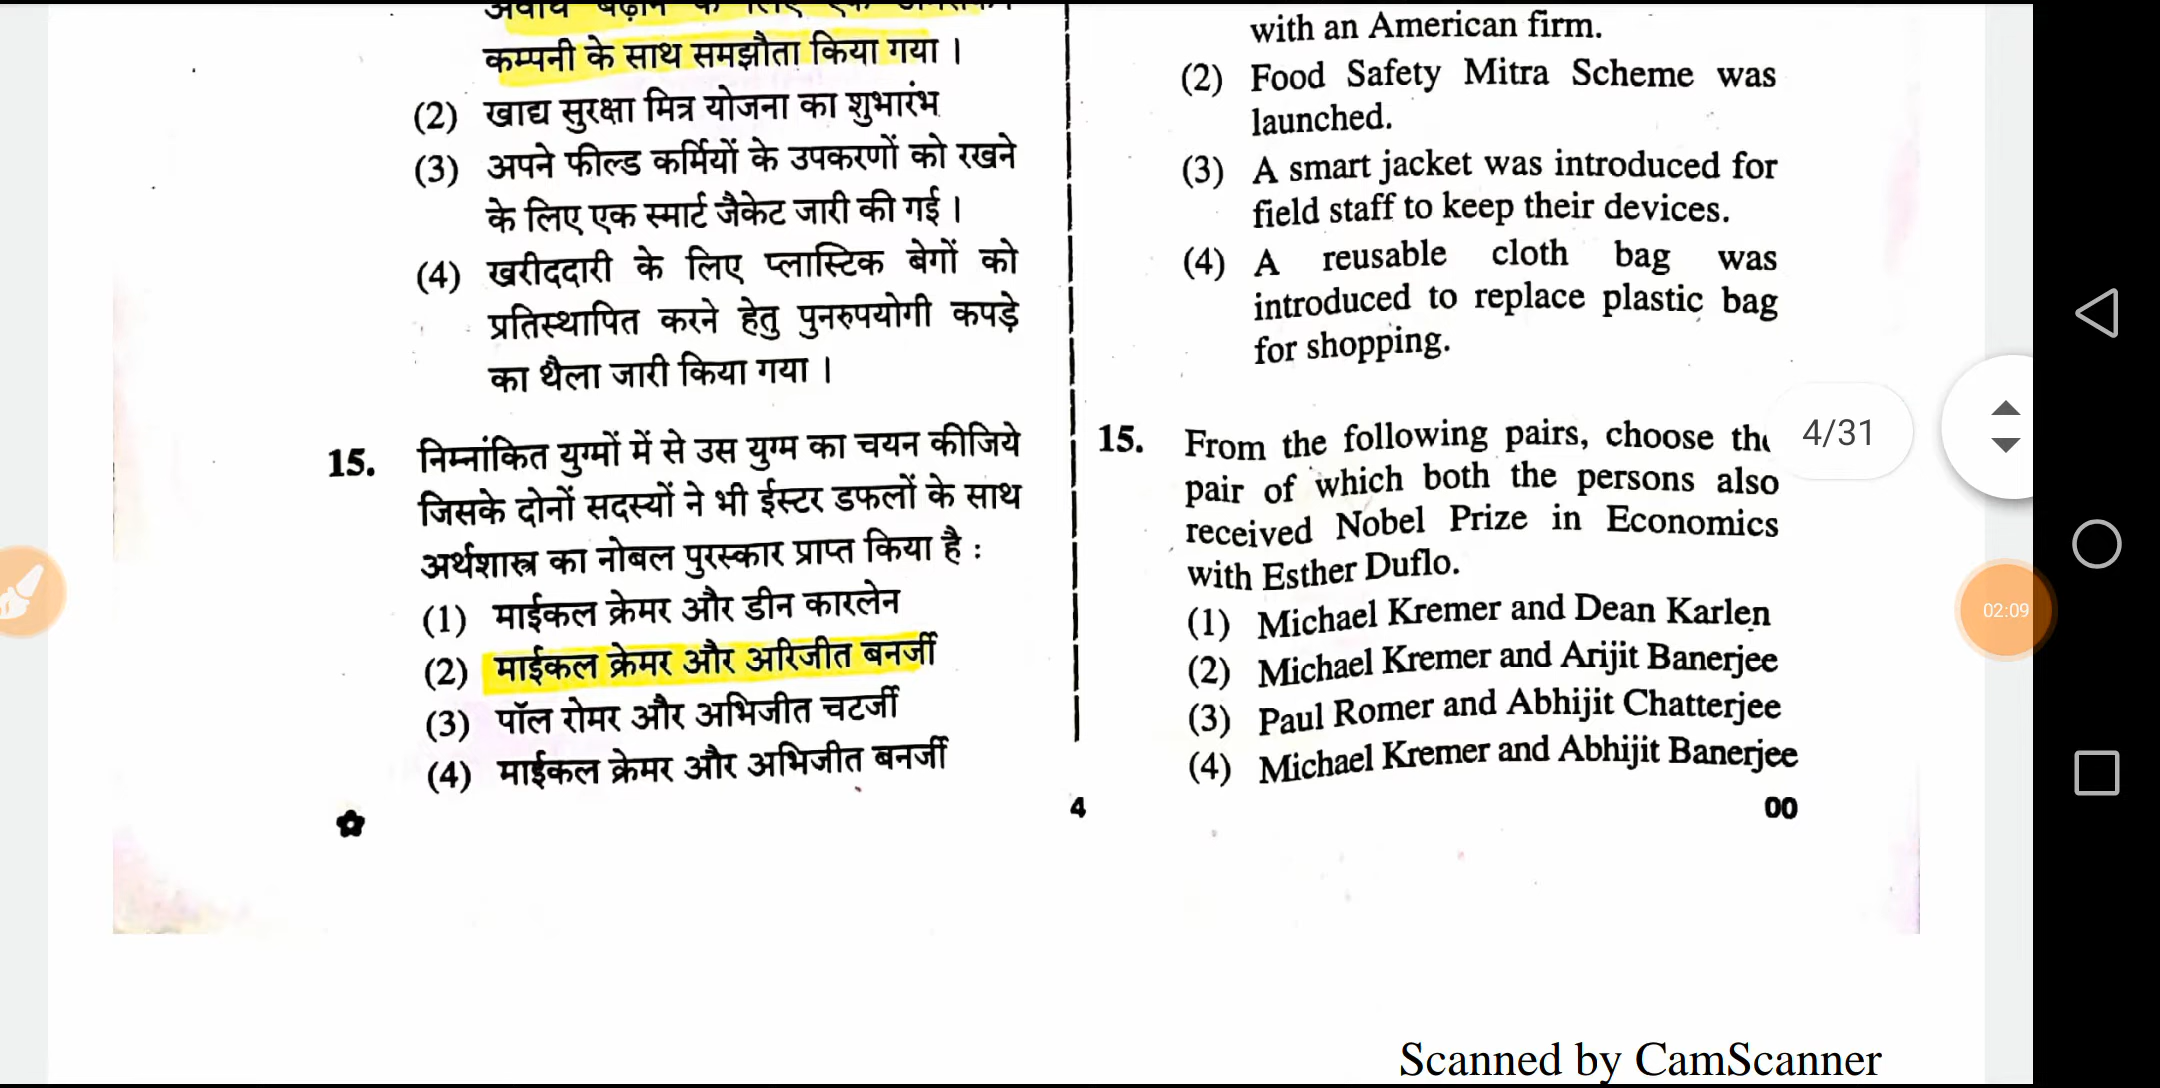 कम्पनी के साथ समझौता किया गया ।
(2) खाद्य सुरक्षा मित्र योजना का शुभारंभ
(3) अपने फील्ड कर्मियों के उपकरणों को रखने
के लिए एक स्मार्ट जैकेट जारी की गई ।
(4) खरीददारी के लिए प्लास्टिक बेगों को
प्रतिस्थापित करने हेतु पुनरुपयोगी कपड़े
का थैला जारी किया गया ।
15. निम्नांकित युग्मों में से उस युग्म का चयन कीजिये
जिसके दोनों सदस्यों ने भी ईस्टर डफलों के साथ
अर्थशास्त्र का नोबल पुरस्कार प्राप्त किया है :
(1) माईकल क्रेमर और डीन कारलेन
(2) माईकल क्रेमर और अरिजीत बनर्जी
(3) पॉल रोमर और अभिजीत चटर्जी
(4) माईकल क्रेमर और अभिजीत बनर्जी
with an American firm.
(2) Food Safety Mitra Scheme was
launched.
(3) A smart jacket was introduced for
field staff to keep their devices.
(4) A reusable cloth bag was
introduced to replace plastic bag
for shopping.
15. From the following pairs, choose the
pair of which both the persons also
received Nobel Prize in Economics
with Esther Duflo.
(1) Michael Kremer and Dean Karlen
(2) Michael Kremer and Arijit Banerjee
(3) Paul Romer and Abhijit Chatterjee
(4) Michael Kremer and Abhijit Banerjee
4
00
4/31
02:09
Scanned by CamScanner